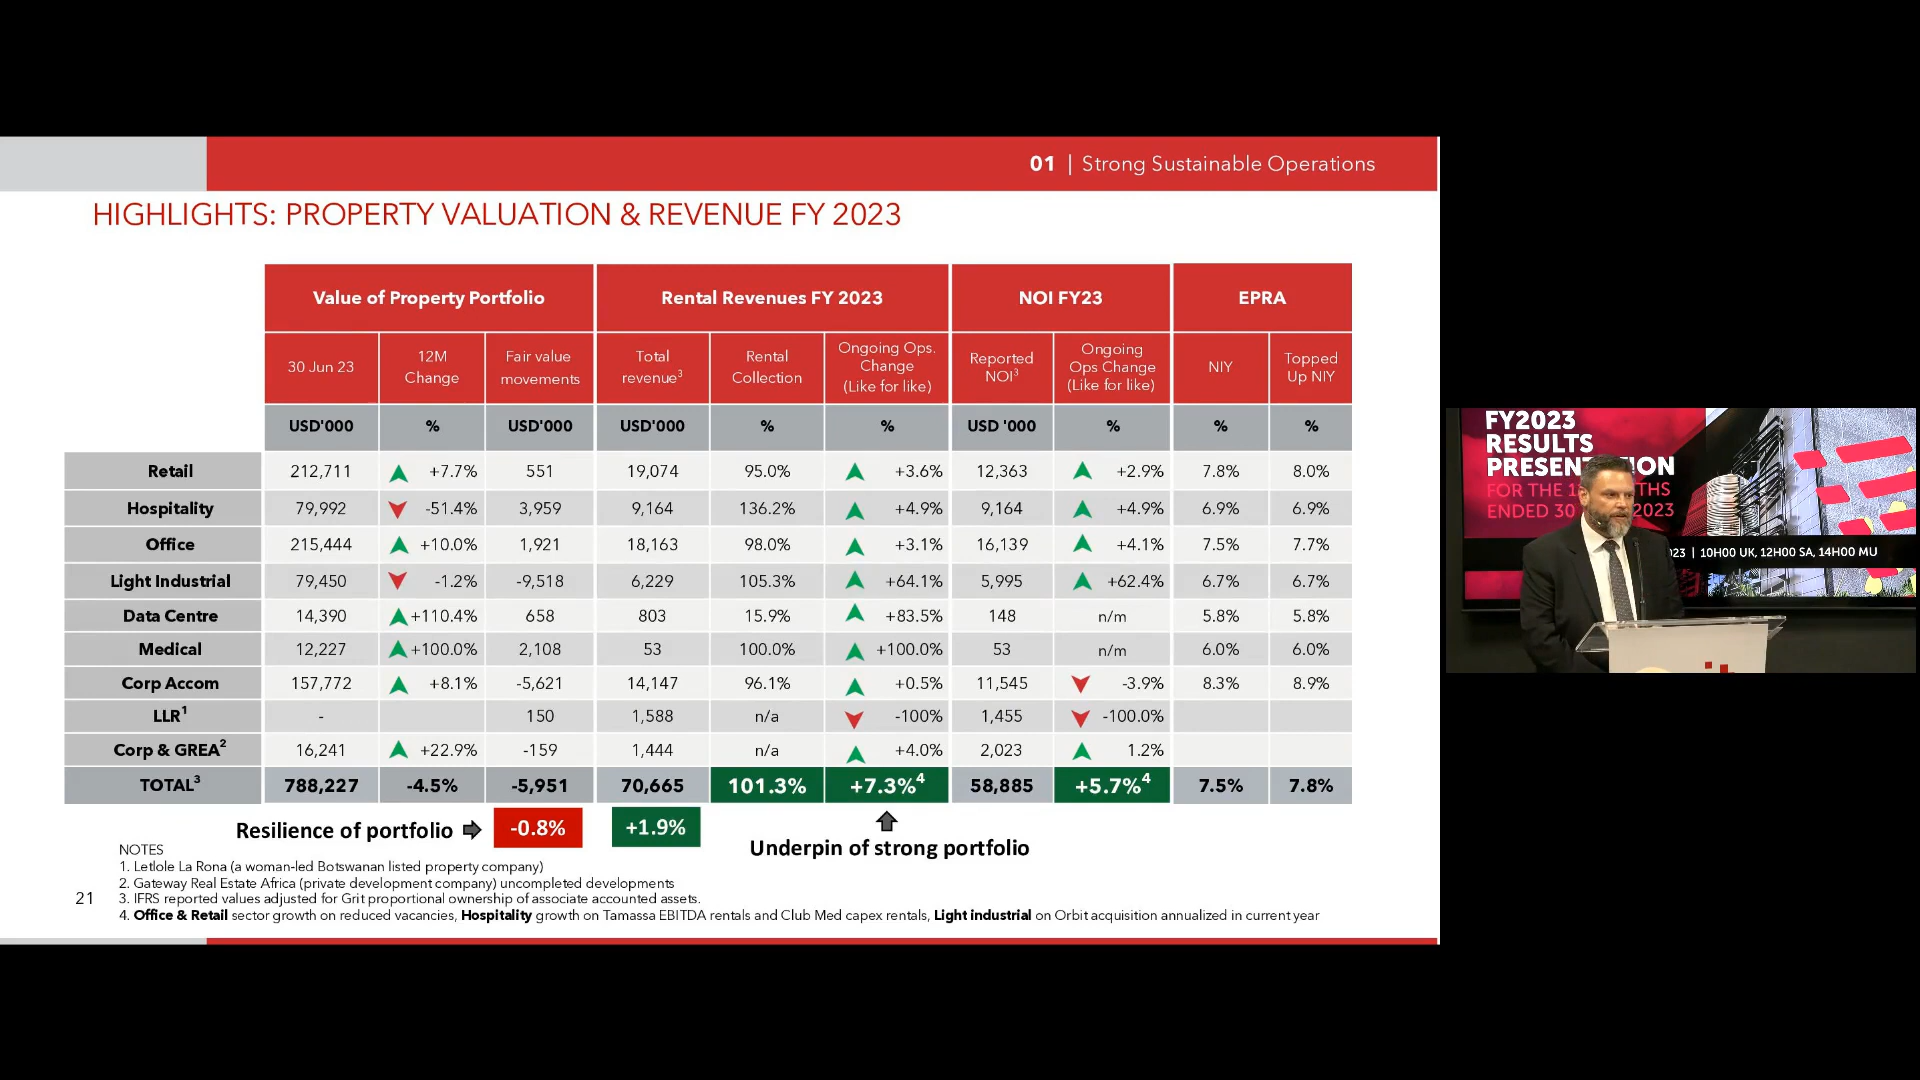 01 | Strong Sustainable Operations
HIGHLIGHTS: PROPERTY VALUATION & REVENUE FY 2023
Value of Property Portfolio Rental Revenues FY 2023 NOI FY23 EPRA
30 Jun 23 12M Change Fair value movements Total revenue3 Rental Collection Ongoing Ops. Change (Like for like) Reported NOI3 Ongoing Ops Change (Like for like) NIY Topped Up NIY
USD'000 % USD'000 USD'000 % % USD '000 % % %
Retail 212,711 +7.7% 551 19,074 95.0% +3.6% 12,363 +2.9% 7.8% 8.0%
Hospitality 79,992 -51.4% 3,959 9,164 136.2% +4.9% 9,164 +4.9% 6.9% 6.9%
Office 215,444 +10.0% 1,921 18,163 98.0% +3.1% 16,139 +4.1% 7.5% 7.7%
Light Industrial 79,450 -1.2% -9,518 6,229 105.3% +64.1% 5,995 +62.4% 6.7% 6.7%
Data Centre 14,390 +110.4% 658 803 15.9% +83.5% 148 n/m 5.8% 5.8%
Medical 12,227 +100.0% 2,108 53 100.0% +100.0% 53 n/m 6.0% 6.0%
Corp Accom 157,772 +8.1% -5,621 14,147 96.1% +0.5% 11,545 -3.9% 8.3% 8.9%
LLR1 - 150 1,588 n/a -100% 1,455 -100.0%
Corp & GREA2 16,241 +22.9% -159 1,444 n/a +4.0% 2,023 1.2%
TOTAL3 788,227 -4.5% -5,951 70,665 101.3% +7.3%4 58,885 +5.7%4 7.5% 7.8%
Resilience of portfolio -0.8% +1.9%
Underpin of strong portfolio
NOTES
1. Letlole La Rona (a woman-led Botswanan listed property company)
2. Gateway Real Estate Africa (private development company) uncompleted developments
3. IFRS reported values adjusted for Grit proportional ownership of associate accounted assets.
4. Office & Retail sector growth on reduced vacancies, Hospitality growth on Tamassa EBITDA rentals and Club Med capex rentals, Light industrial on Orbit acquisition annualized in current year
21
FY2023
RESULTS
FOR THE
ENDED 30 2023
| 10H00 UK, 12H00 SA, 14H00 MU